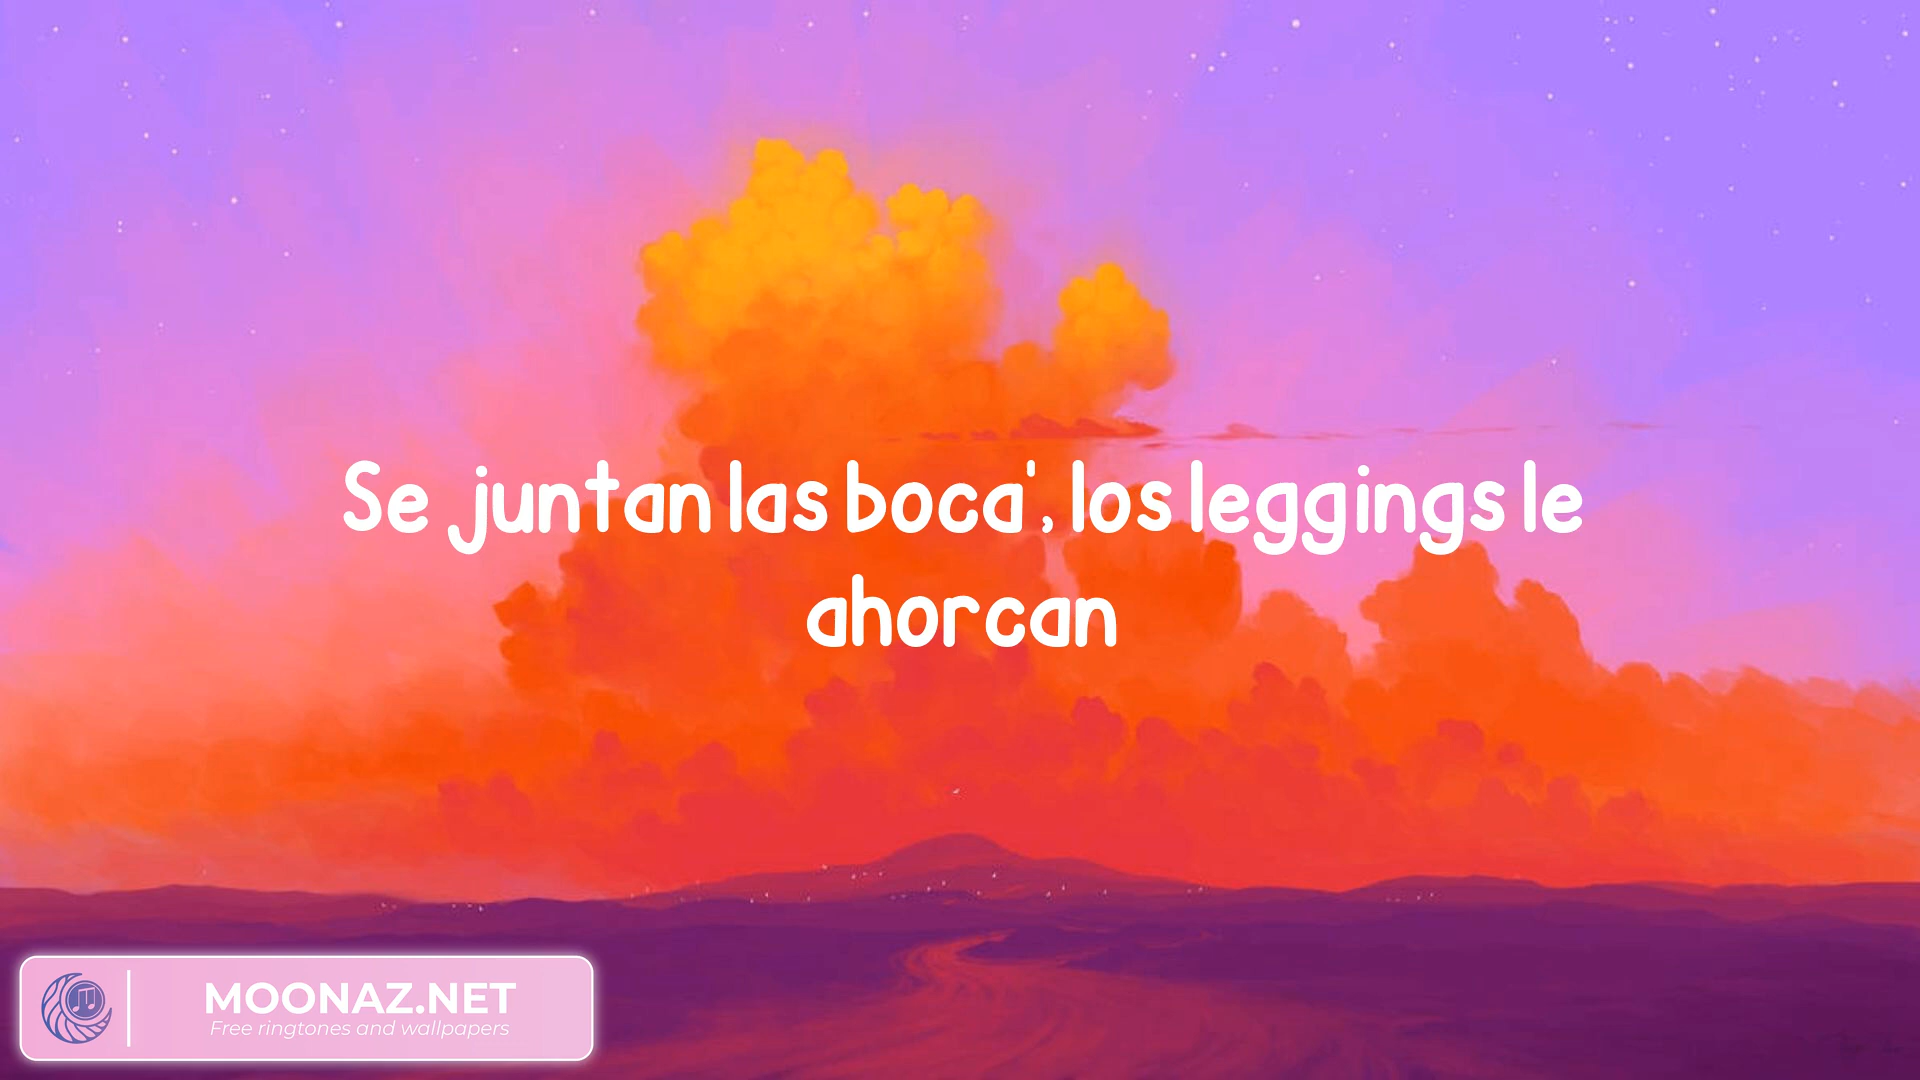 Se juntan las boca', los leggings le
ahorcan
MOONAZ.NET
Free ringtones and wallpapers